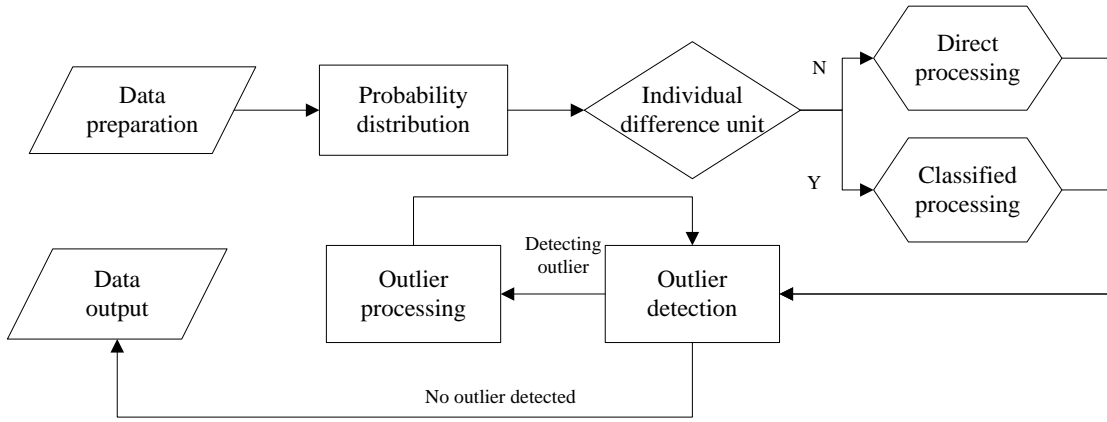 Data
preparation
Probability
distribution
Individual
difference unit
N
Direct
processing
Y
Classified
processing
Data
output
Outlier
processing
Detecting
outlier
Outlier
detection
No outlier detected